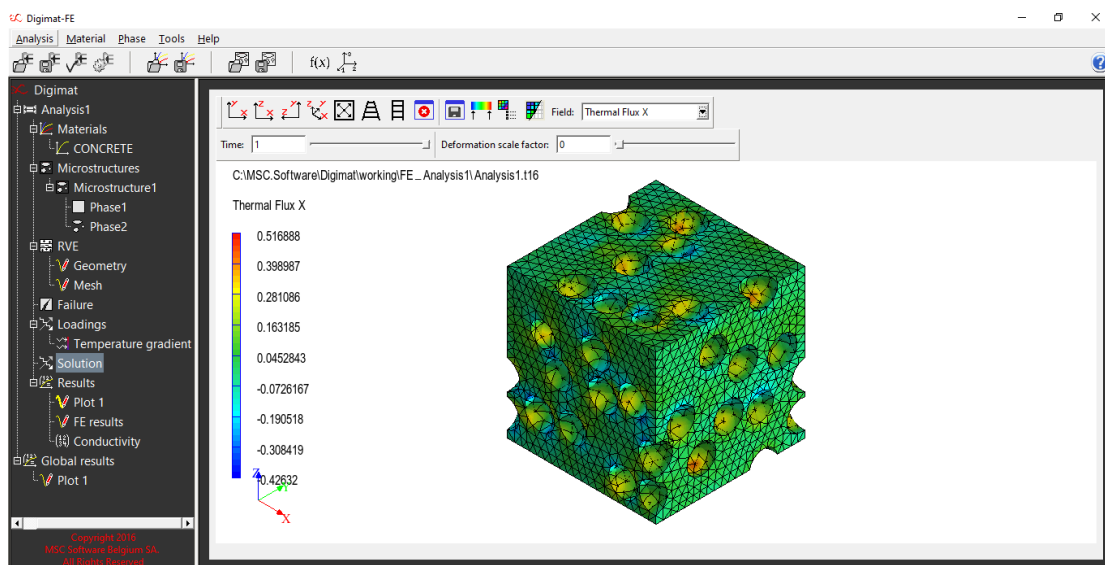 Digimat-FE
Analysis Material Phase Tools Help
f(x)
Digimat
Analysis1
Materials
CONCRETE
Microstructures
Microstructure1
Phase1
Phase2
RVE
Geometry
Mesh
Failure
Loadings
Temperature gradient
Solution
Results
Plot 1
FE results
Conductivity
Global results
Plot 1
Copyright 2016
MSC Software Belgium SA.
All Rights Reserved
Field: Thermal Flux X
Time: 1 Deformation scale factor: 0
C:\MSC.Software\Digimat\working\FE_Analysis1\Analysis1.t16
Thermal Flux X
0.516888
0.398987
0.281086
0.163185
0.0452843
-0.0726167
-0.190518
-0.308419
-0.42632
Z
Y
X